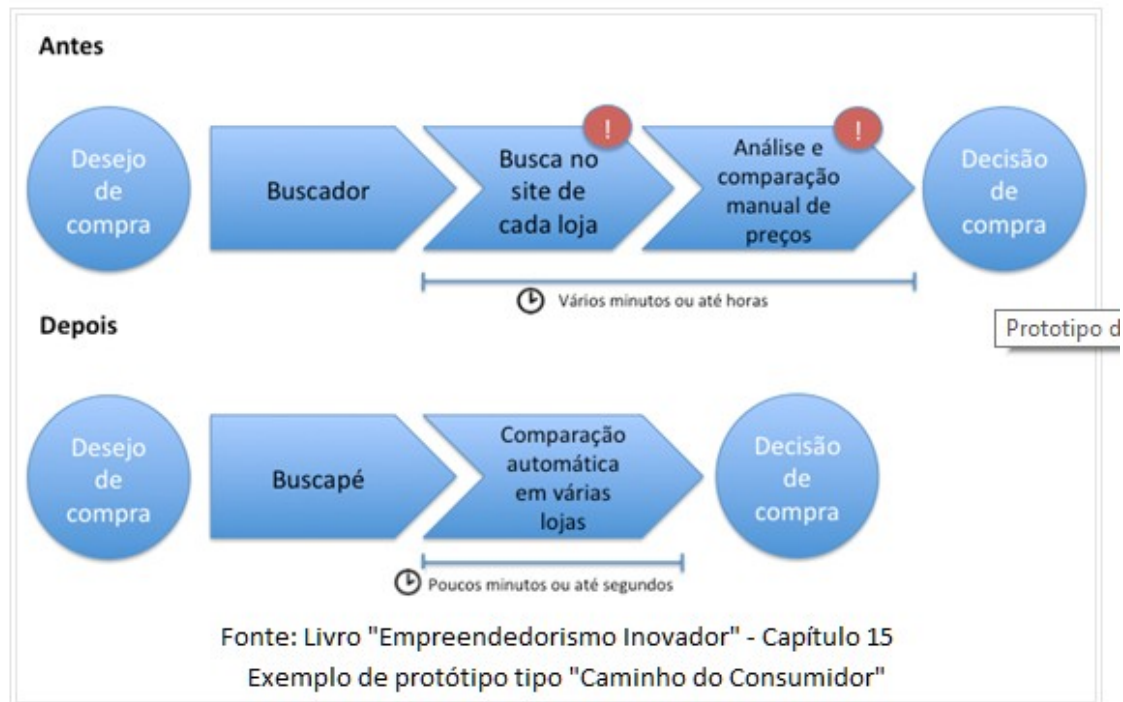 Antes
Desejo
de
compra
Buscador
!
Busca no
site de
cada loja
!
Análise e
comparação
manual de
preços
Decisão
de
compra
Vários minutos ou até horas
Depois
Prototipo d
Desejo
de
compra
Buscapé
Comparação
automática
em várias
lojas
Decisão
de
compra
Poucos minutos ou até segundos
Fonte: Livro "Empreendedorismo Inovador" - Capítulo 15
Exemplo de protótipo tipo "Caminho do Consumidor"